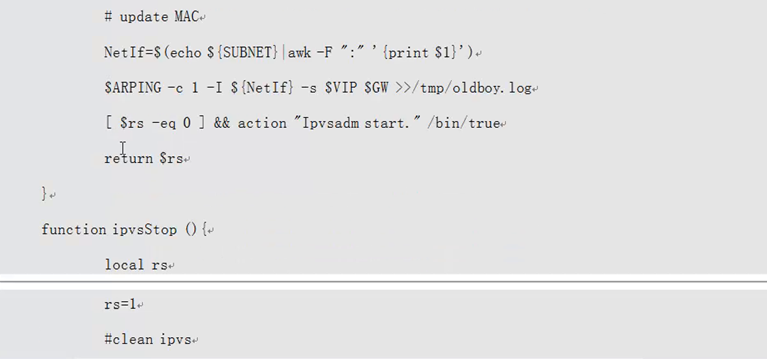 # update MAC
NetIf=$(echo ${SUBNET}|awk -F ":" '{print $1}')
$ARPING -c 1 -I ${NetIf} -s $VIP $GW >>/tmp/oldboy.log
[ $rs -eq 0 ] && action "Ipvsadm start." /bin/true
return $rs
}
function ipvsStop (){
local rs
rs=1
#clean ipvs